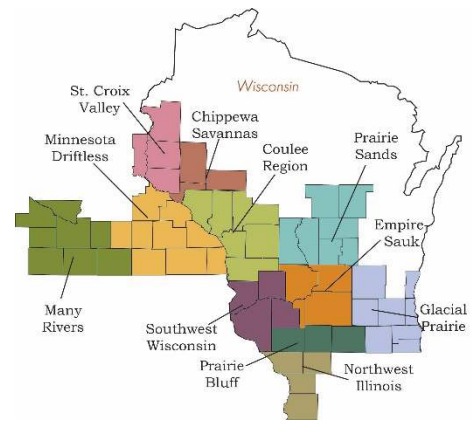 Wisconsin
St. Croix
Valley
Chippewa
Savannas
Minnesota
Driftless
Coulee
Region
Prairie
Sands
Empire
Sauk
Many
Rivers
Southwest
Wisconsin
Glacial
Prairie
Prairie
Bluff
Northwest
Illinois